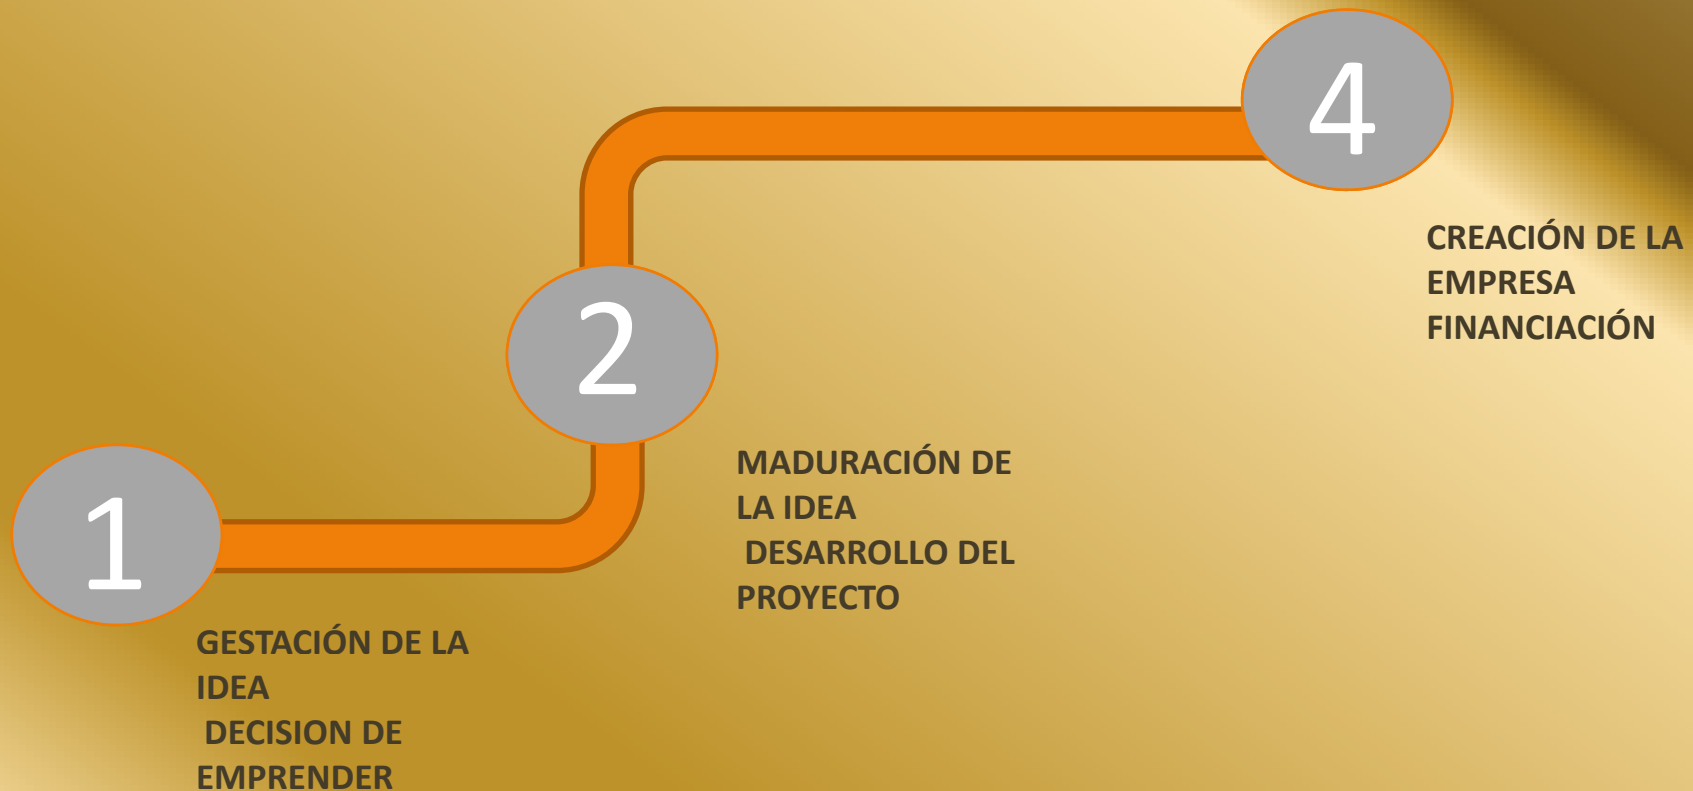 1
GESTACIÓN DE LA
IDEA
DECISION DE
EMPRENDER
2
MADURACIÓN DE
LA IDEA
DESARROLLO DEL
PROYECTO
4
CREACIÓN DE LA
EMPRESA
FINANCIACIÓN